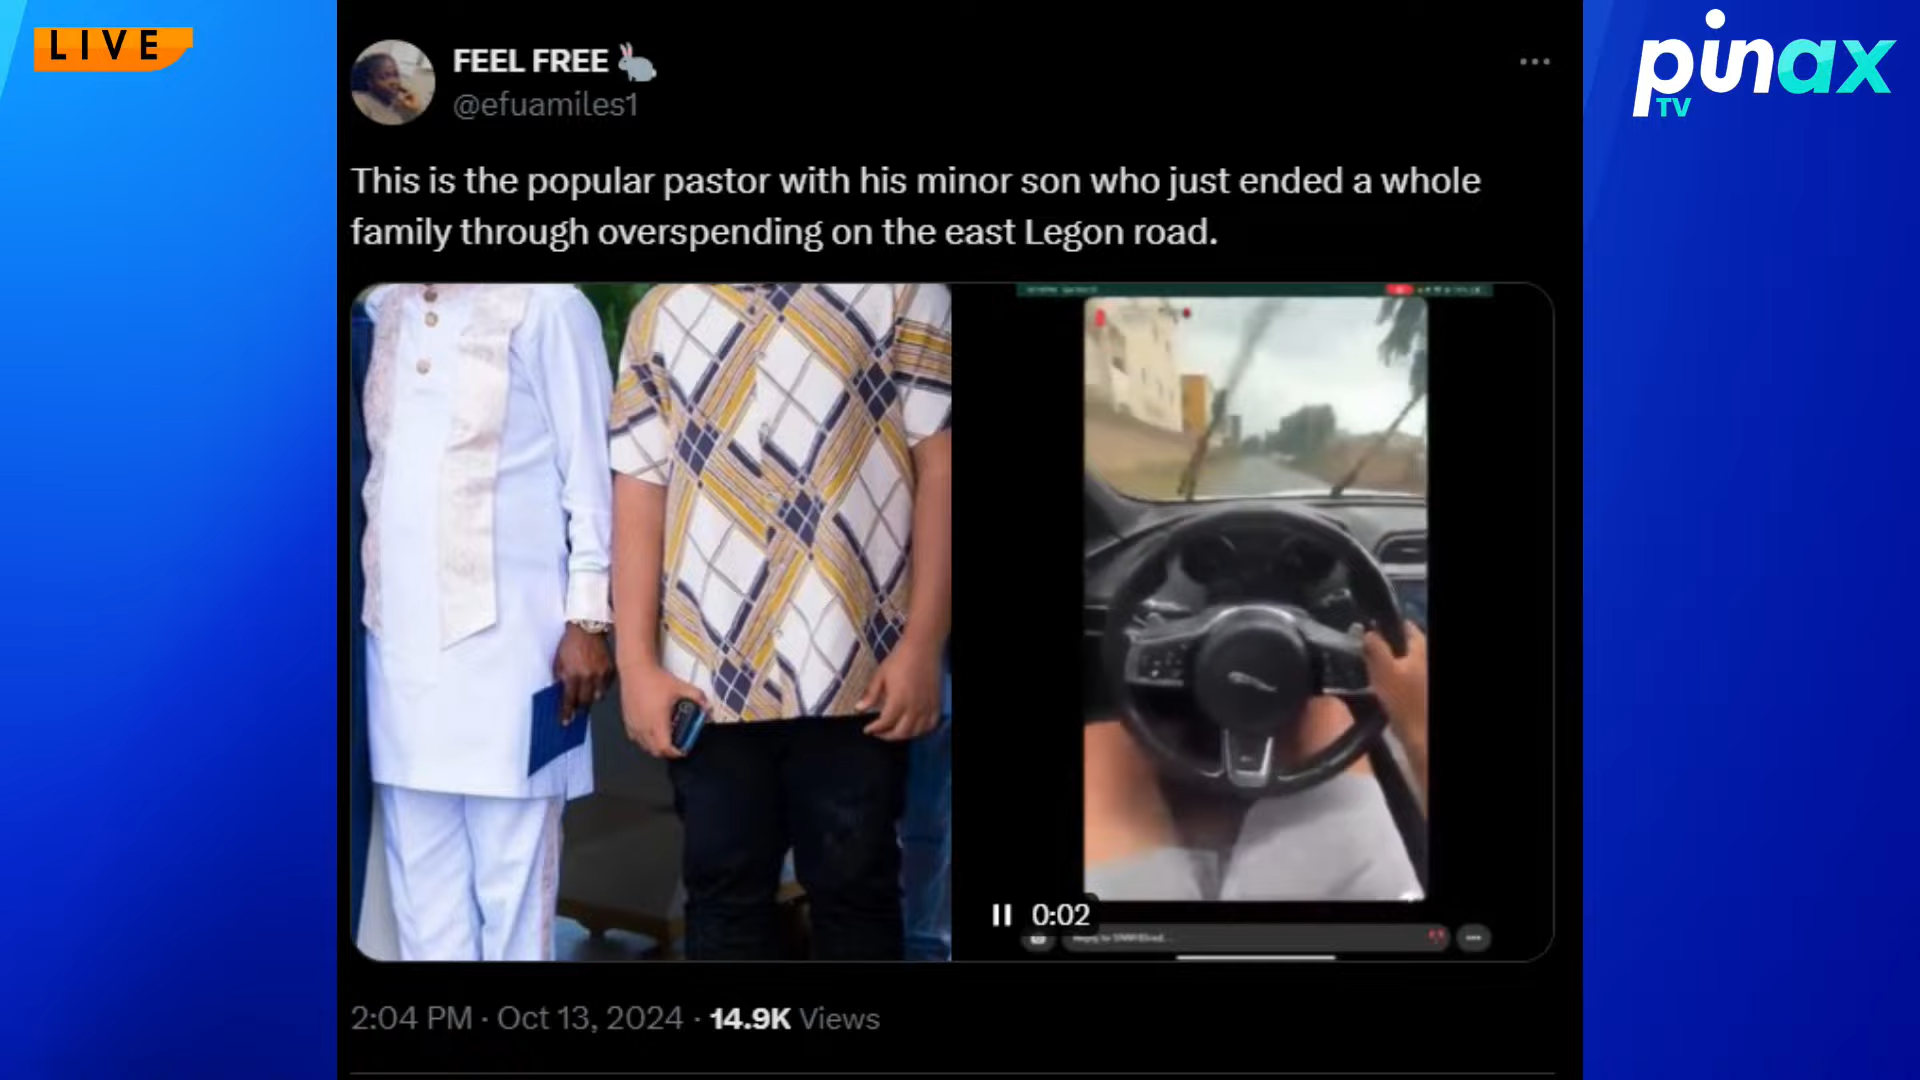 LIVE
pinax
TV
FEEL FREE
@efuamiles1
This is the popular pastor with his minor son who just ended a whole
family through overspending on the east Legon road.
0:02
2:04 PM · Oct 13, 2024 · 14.9K Views